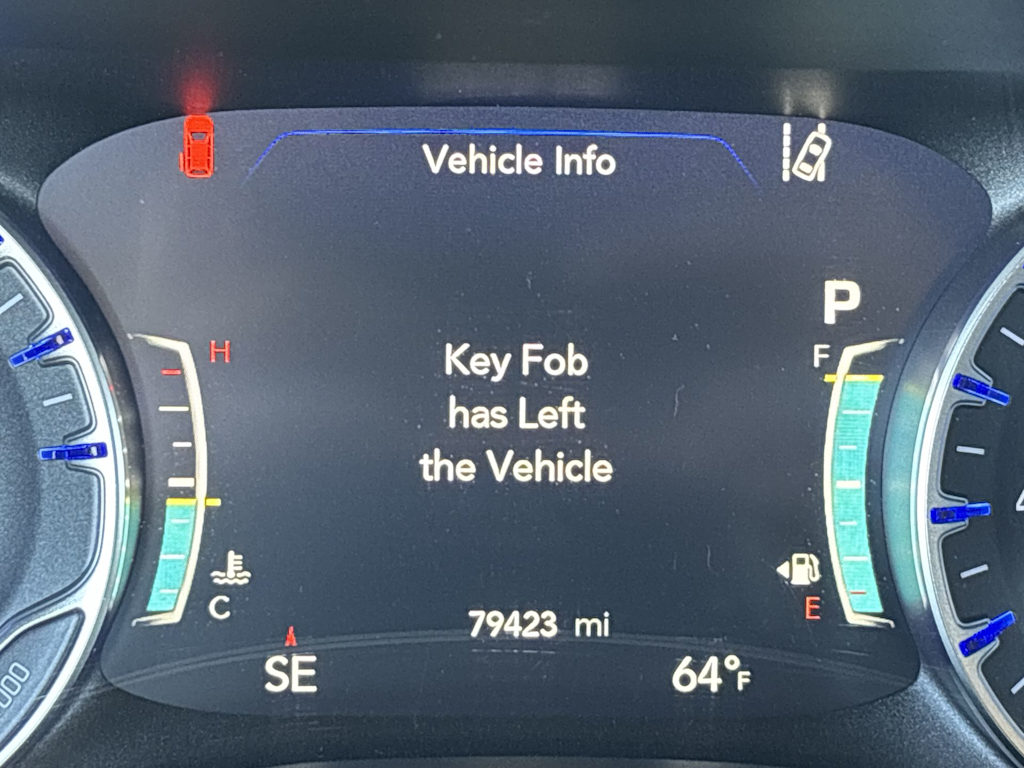 Vehicle Info
P
H
F
Key Fob
has Left
the Vehicle
C
E
79423 mi
SE
64°F